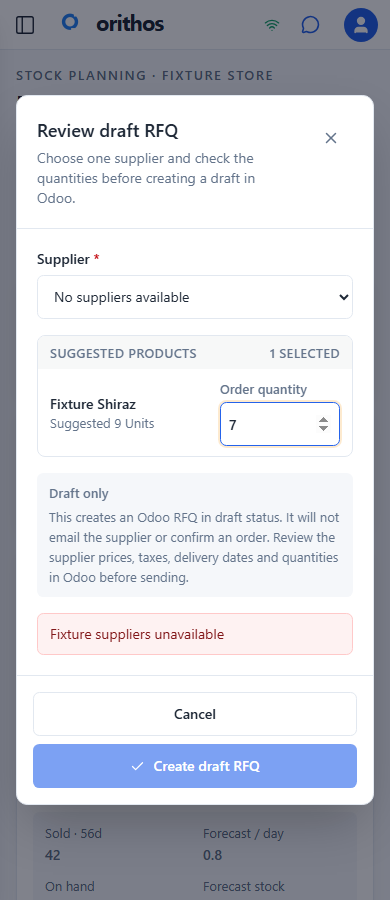 orithos
STOCK PLANNING · FIXTURE STORE
Review draft RFQ
Choose one supplier and check the
quantities before creating a draft in
Odoo.
Supplier *
No suppliers available
SUGGESTED PRODUCTS 1 SELECTED
Order quantity
Fixture Shiraz
Suggested 9 Units
7
Draft only
This creates an Odoo RFQ in draft status. It will not
email the supplier or confirm an order. Review the
supplier prices, taxes, delivery dates and quantities
in Odoo before sending.
Fixture suppliers unavailable
Cancel
Create draft RFQ
Sold · 56d Forecast / day
42 0.8
On hand Forecast stock